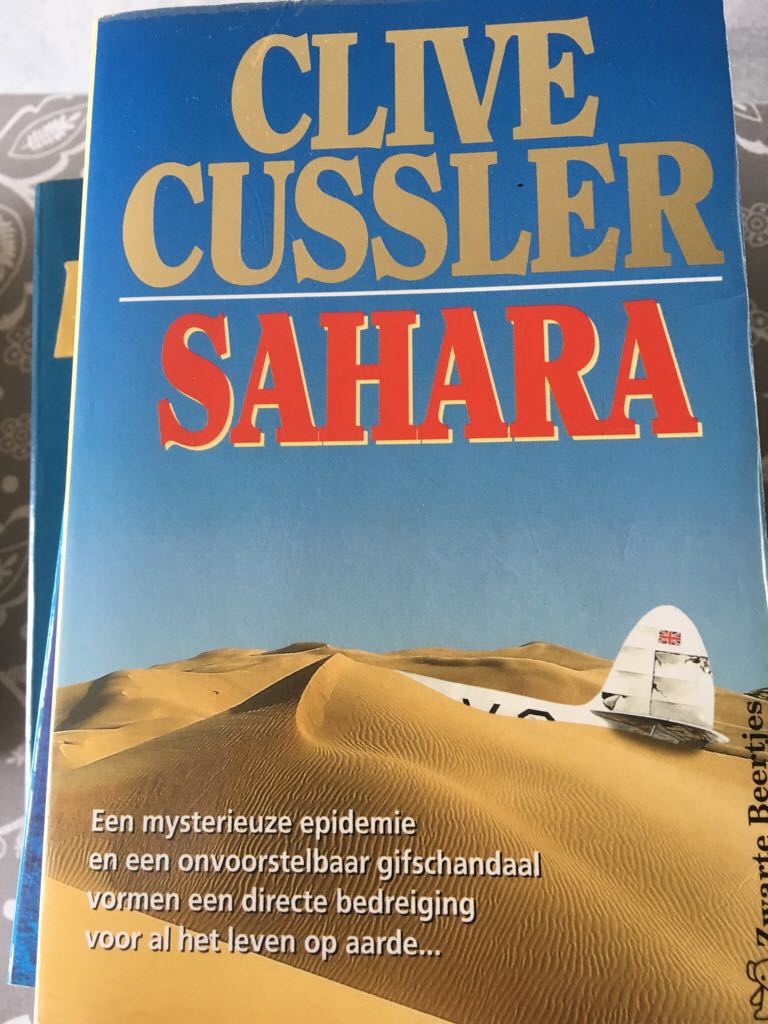 CLIVE
CUSSLER
SAHARA
Een mysterieuze epidemie
en een onvoorstelbaar gifschandaal
vormen een directe bedreiging
voor al het leven op aarde...
Zwarte Beertjes